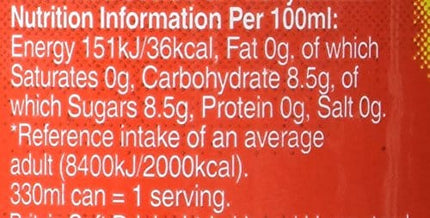 Nutrition Information Per 100ml:
Energy 151kJ/36kcal, Fat 0g, of which
Saturates 0g, Carbohydrate 8.5g, of
which Sugars 8.5g, Protein 0g, Salt 0g.
*Reference intake of an average
adult (8400kJ/2000kcal).
330ml can = 1 serving.